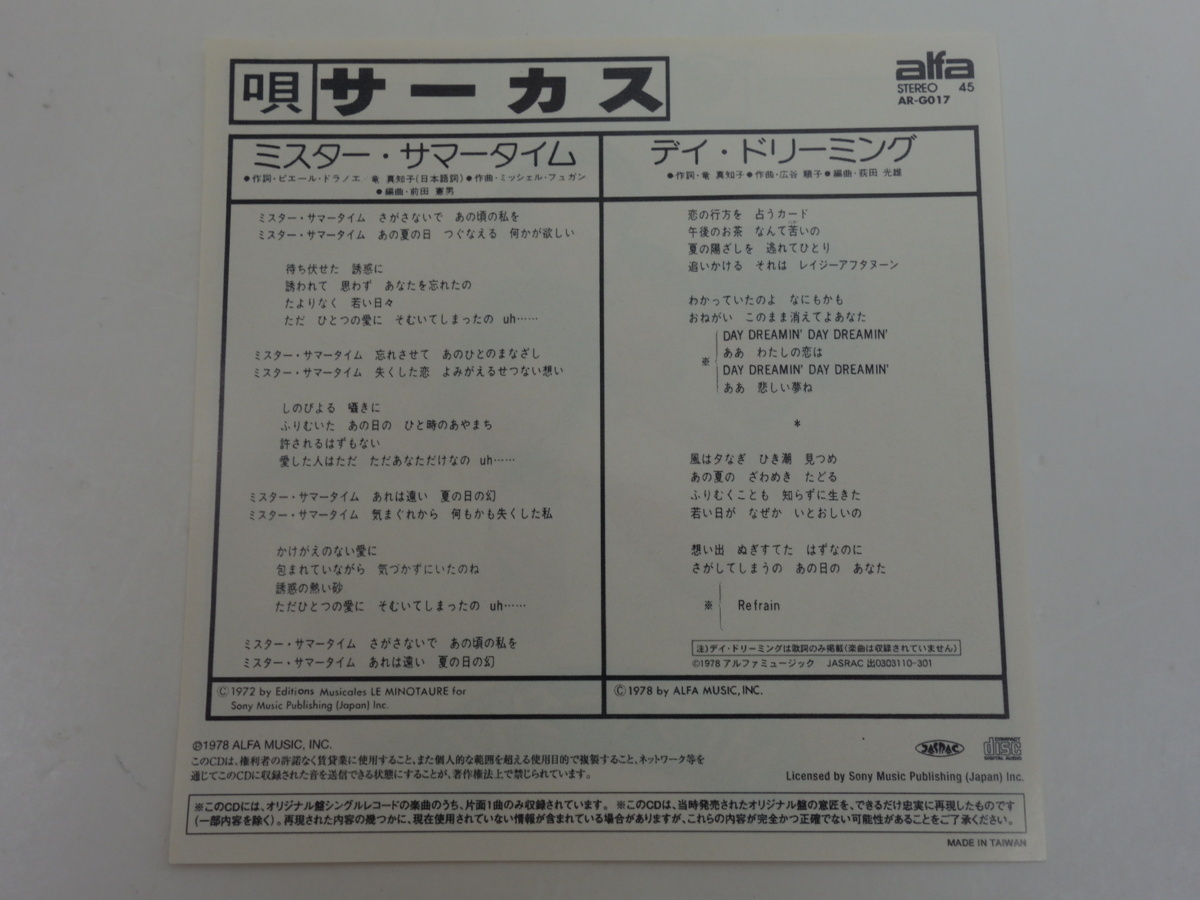 唄 サーカス
alfa
STEREO 45
AR-G017
ミスター・サマータイム
●作詞・ピエール・ドラノエ/竜 真知子(日本語詞)●作曲・ミッシェル・フュガン
●編曲・前田 憲男
ミスター・サマータイム さがさないで あの頃の私を
ミスター・サマータイム あの夏の日 つぐなえる 何かが欲しい
待ち伏せた 誘惑に
誘われて 思わず あなたを忘れたの
たよりなく 若い日々
ただ ひとつの愛に そむいてしまったの uh……
ミスター・サマータイム 忘れさせて あのひとのまなざし
ミスター・サマータイム 失くした恋 よみがえるせつない想い
しのびよる 囁きに
ふりむいた あの日の ひと時のあやまち
許されるはずもない
愛した人はただ ただあなただけなの uh……
ミスター・サマータイム あれは遠い 夏の日の幻
ミスター・サマータイム 気まぐれから 何もかも失くした私
かけがえのない愛に
包まれていながら 気づかずにいたのね
誘惑の熱い砂
ただひとつの愛に そむいてしまったの uh……
ミスター・サマータイム さがさないで あの頃の私を
ミスター・サマータイム あれは遠い 夏の日の幻
Ⓒ1972 by Editions Musicales LE MINOTAURE for
Sony Music Publishing (Japan) Inc.
デイ・ドリーミング
●作詞・竜 真知子●作曲・広谷 順子●編曲・萩田 光雄
恋の行方を 占うカード
午後のお茶 なんて苦いの
夏の陽ざしを 逃れてひとり
追いかける それは レイジーアフタヌーン
わかっていたのよ なにもかも
おねがい このまま消えてよあなた
※
DAY DREAMIN' DAY DREAMIN'
ああ わたしの恋は
DAY DREAMIN' DAY DREAMIN'
ああ 悲しい夢ね
*
風は夕なぎ ひき潮 見つめ
あの夏の ざわめき たどる
ふりむくことも 知らずに生きた
若い日が なぜか いとおしいの
想い出 ぬぎすてた はずなのに
さがしてしまうの あの日の あなた
※ Refrain
注)デイ・ドリーミングは歌詞のみ掲載(楽曲は収録されていません)
©1978 アルファミュージック JASRAC 出0303110-301
Ⓒ1978 by ALFA MUSIC, INC.
℗1978 ALFA MUSIC, INC.
このCDは、権利者の許諾なく賃貸業に使用すること、また個人的な範囲を超える使用目的で複製すること、ネットワーク等を
通じてこのCDに収録された音を送信できる状態にすることが、著作権法上で禁じられています。
JASRAC
COMPACT disc DIGITAL AUDIO
Licensed by Sony Music Publishing (Japan) Inc.
※このCDには、オリジナル盤シングルレコードの楽曲のうち、片面1曲のみ収録されています。 ※このCDは、当時発売されたオリジナル盤の意匠を、できるだけ忠実に再現したものです
(一部内容を除く)。再現された内容の幾つかに、現在使用されていない情報が含まれている場合がありますが、これらの内容が完全かつ正確でない可能性があることをご了承ください。
MADE IN TAIWAN